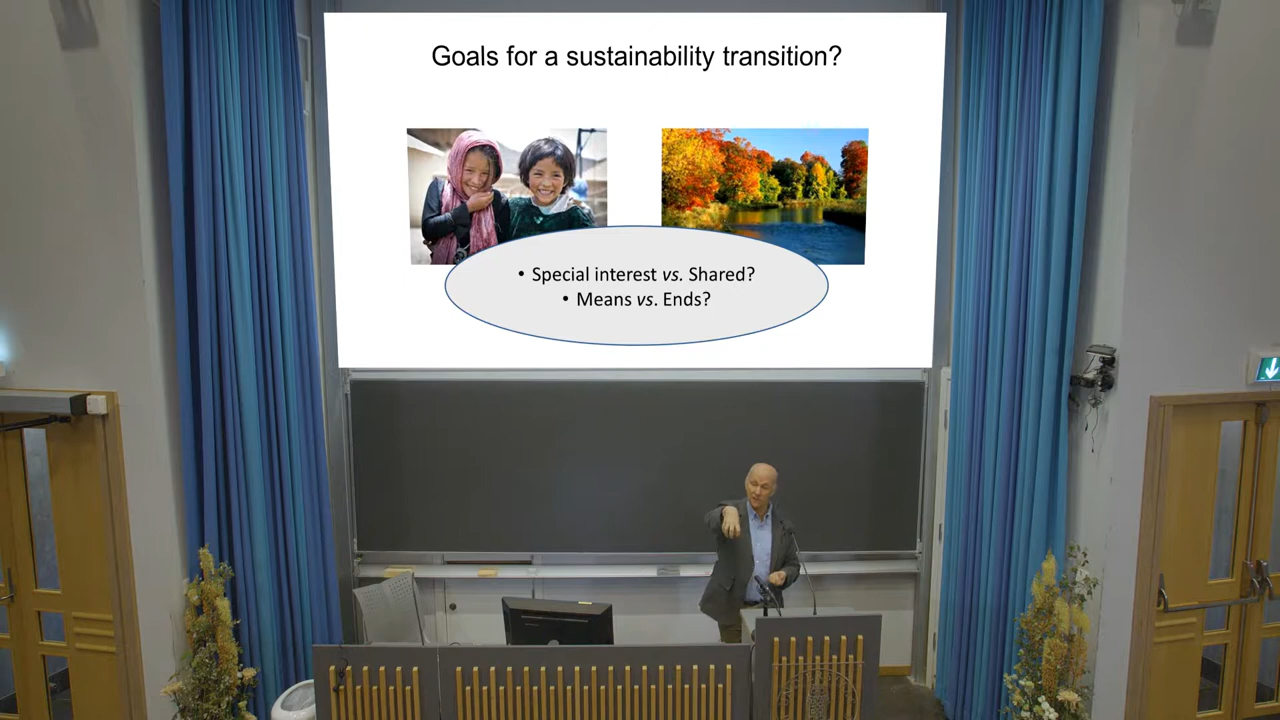 Goals for a sustainability transition?
• Special interest vs. Shared?
• Means vs. Ends?